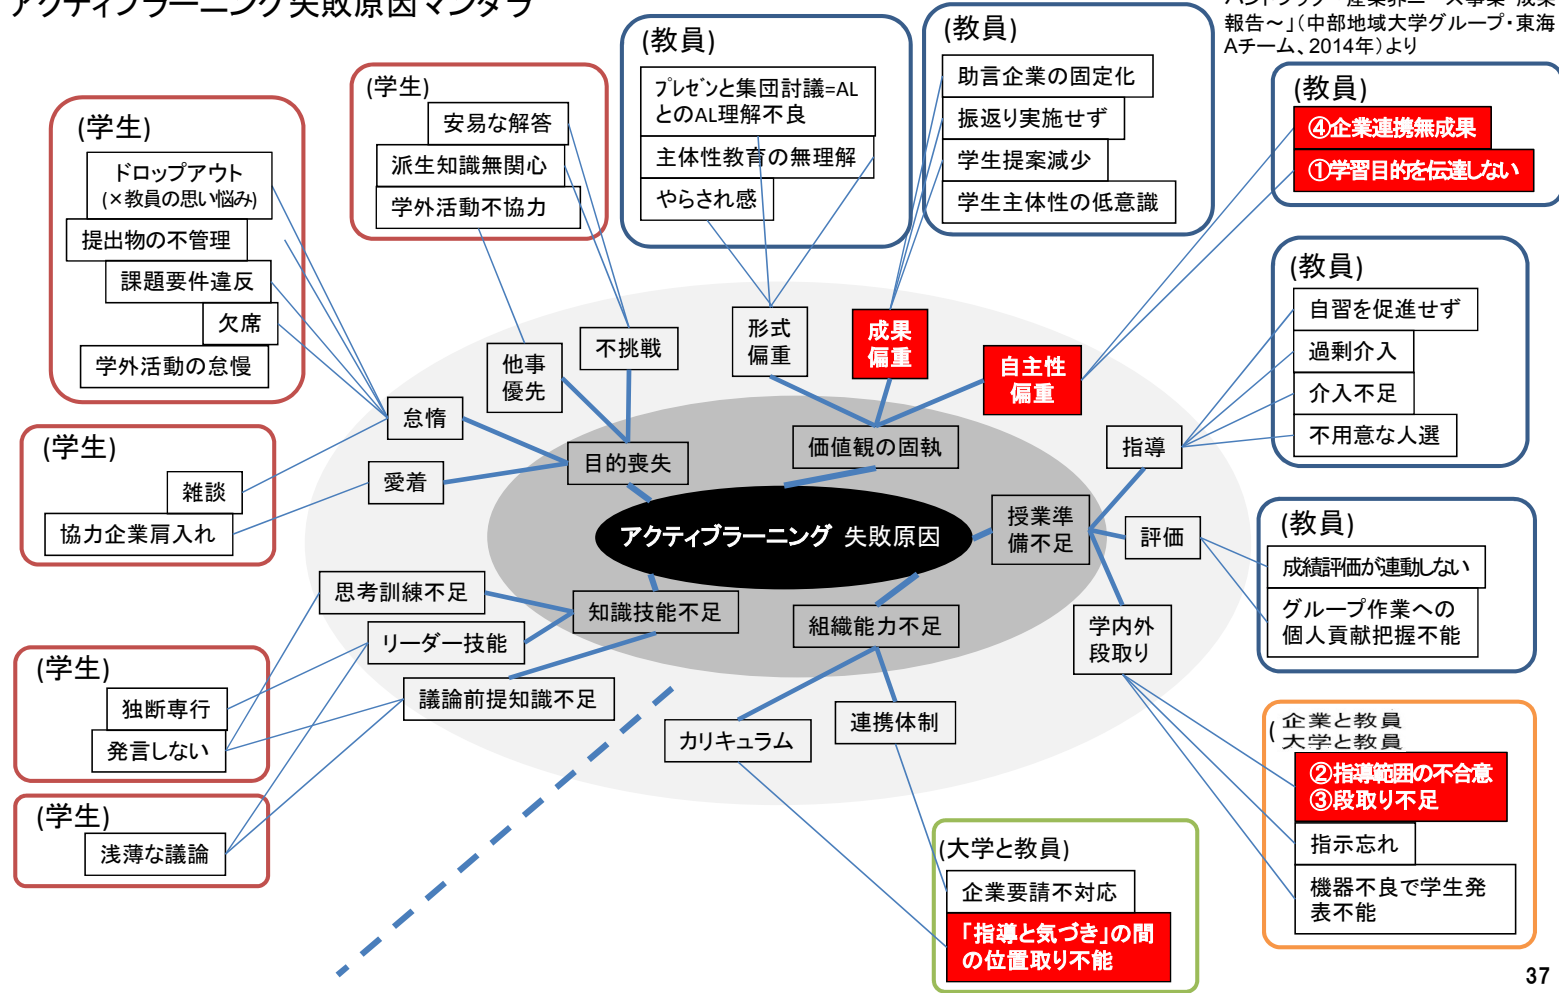 アクティブラーニング失敗原因マンダラ
報告~」(中部地域大学グループ・東海
Aチーム、2014年)より
(学生)
ドロップアウト
(×教員の思い悩み)
提出物の不管理
課題要件違反
欠席
学外活動の怠慢
(学生)
安易な解答
派生知識無関心
学外活動不協力
(教員)
プレゼンと集団討議=AL
とのAL理解不良
主体性教育の無理解
やらされ感
(教員)
助言企業の固定化
振返り実施せず
学生提案減少
学生主体性の低意識
(教員)
④企業連携無成果
①学習目的を伝達しない
(教員)
自習を促進せず
過剰介入
介入不足
不用意な人選
(学生)
雑談
協力企業肩入れ
怠惰
愛着
他事
優先
不挑戦
形式
偏重
成果
偏重
自主性
偏重
指導
評価
学内外
段取り
目的喪失
価値観の固執
授業準
備不足
アクティブラーニング 失敗原因
知識技能不足
組織能力不足
思考訓練不足
リーダー技能
議論前提知識不足
カリキュラム
連携体制
(教員)
成績評価が連動しない
グループ作業への
個人貢献把握不能
(学生)
独断専行
発言しない
(学生)
浅薄な議論
(大学と教員)
企業要請不対応
「指導と気づき」の間
の位置取り不能
(企業と教員
大学と教員
②指導範囲の不合意
③段取り不足
指示忘れ
機器不良で学生発
表不能
37